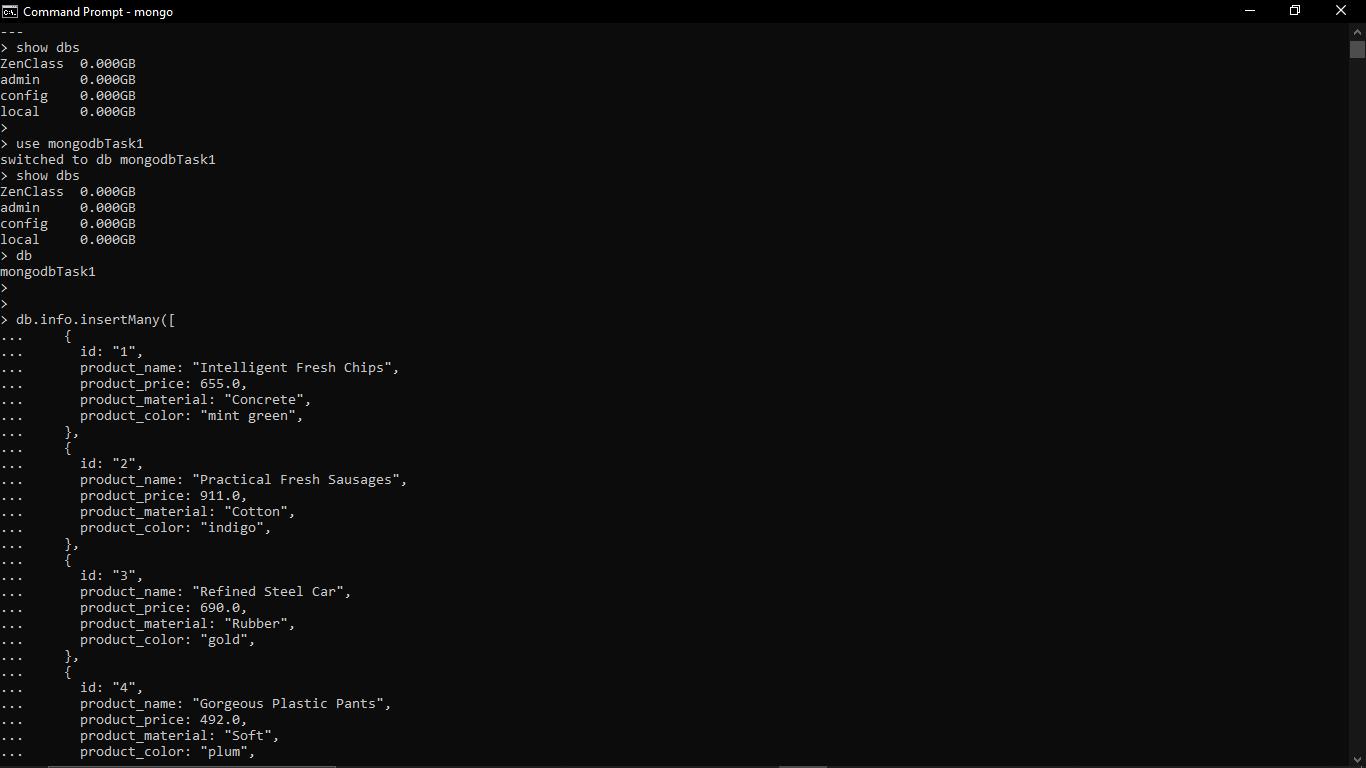 Command Prompt - mongo
---
> show dbs
ZenClass  0.000GB
admin     0.000GB
config    0.000GB
local     0.000GB
>
> use mongodbTask1
switched to db mongodbTask1
> show dbs
ZenClass  0.000GB
admin     0.000GB
config    0.000GB
local     0.000GB
> db
mongodbTask1
>
>
> db.info.insertMany([
...     {
...       id: "1",
...       product_name: "Intelligent Fresh Chips",
...       product_price: 655.0,
...       product_material: "Concrete",
...       product_color: "mint green",
...     },
...     {
...       id: "2",
...       product_name: "Practical Fresh Sausages",
...       product_price: 911.0,
...       product_material: "Cotton",
...       product_color: "indigo",
...     },
...     {
...       id: "3",
...       product_name: "Refined Steel Car",
...       product_price: 690.0,
...       product_material: "Rubber",
...       product_color: "gold",
...     },
...     {
...       id: "4",
...       product_name: "Gorgeous Plastic Pants",
...       product_price: 492.0,
...       product_material: "Soft",
...       product_color: "plum",